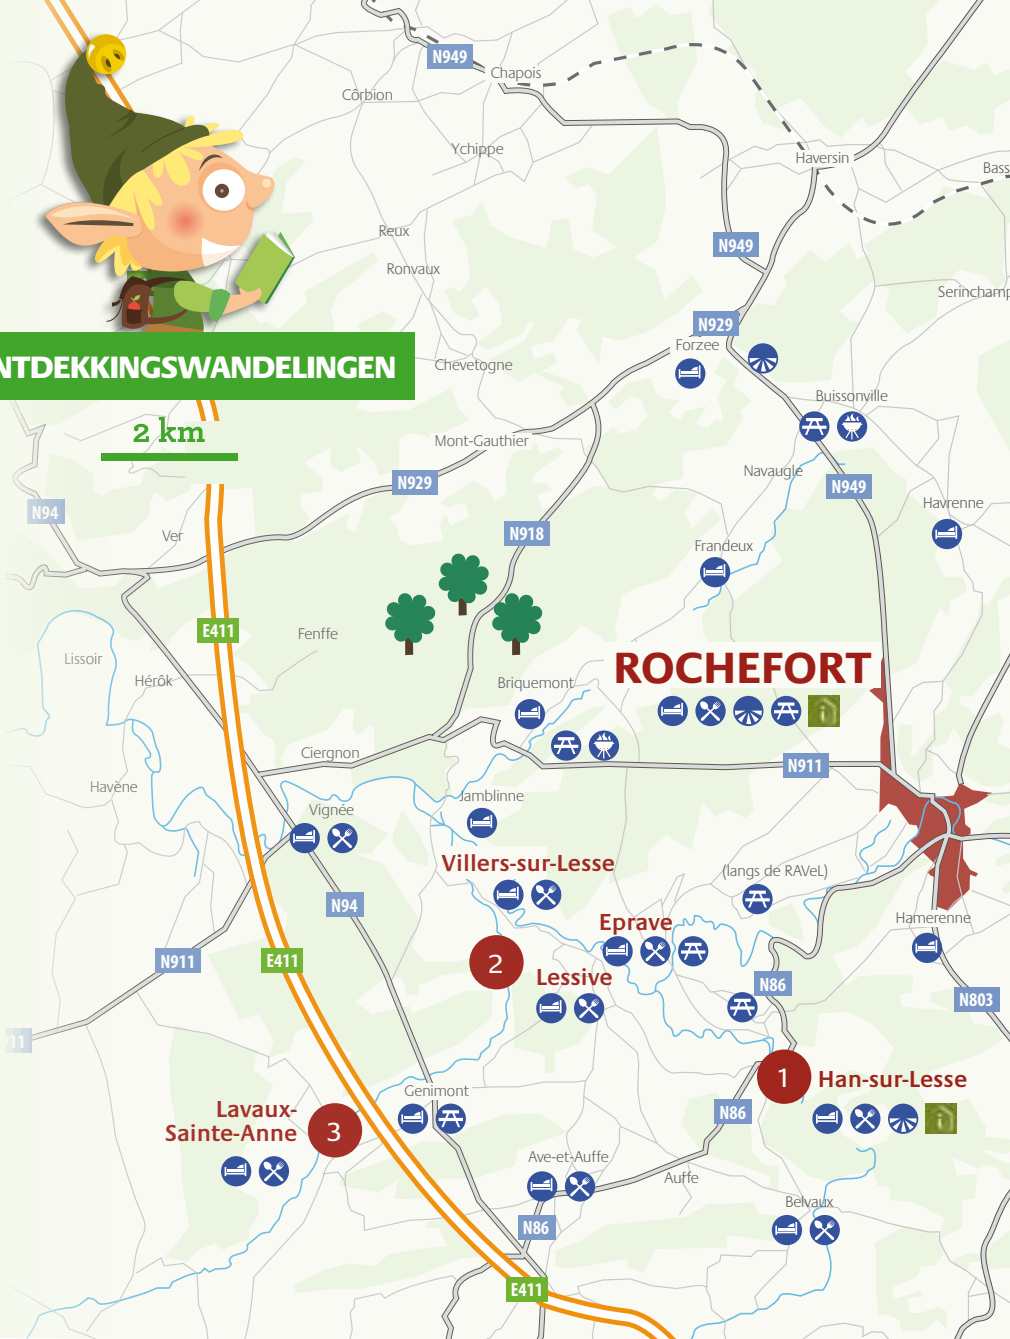 N949
Chapois
Côrbion
Ychippe
Haversin
Bass
Reux
N949
Ronvaux
Serinchamp
N929
Forzee
NTDEKKINGSWANDELINGEN
Chevetogne
Buissonville
2 km
Mont-Gauthier
Navaugle
N929
N949
Havrenne
N94
Ver
N918
Frandeux
E411
Fenffe
Lissoir
ROCHEFORT
Hérôk
Briquemont
i
Ciergnon
N911
Havène
Jamblinne
Vignée
Villers-sur-Lesse
(langs de RAVeL)
N94
Eprave
Hamerenne
N911
E411
2
Lessive
N86
N803
11
1
Han-sur-Lesse
Genimont
Lavaux-
Sainte-Anne
3
N86
i
Ave-et-Auffe
Auffe
Belvaux
N86
E411